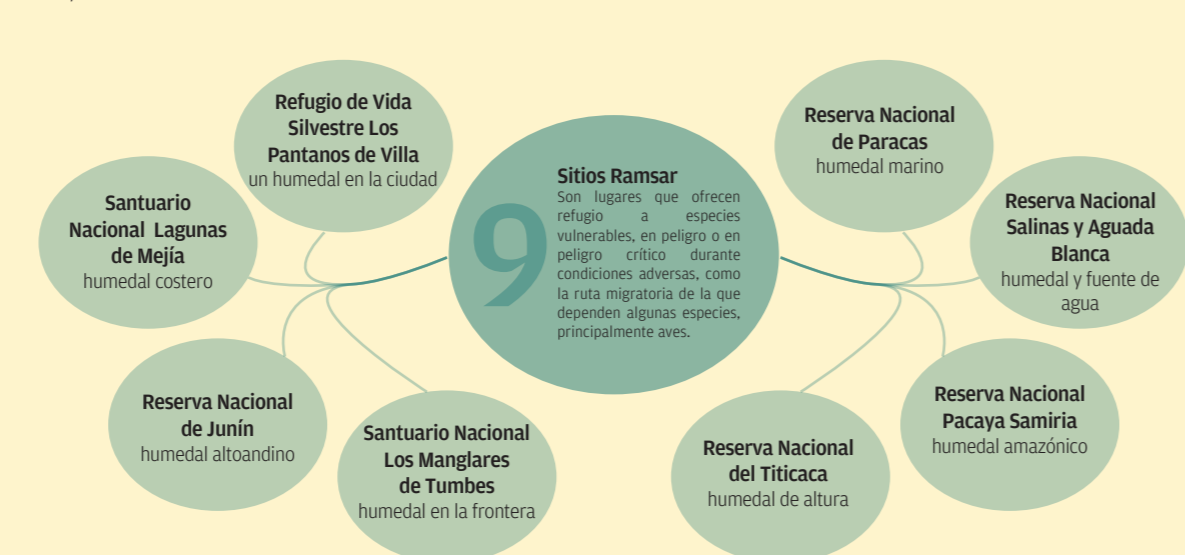 Refugio de Vida
Silvestre Los
Pantanos de Villa
un humedal en la ciudad
Santuario
Nacional Lagunas
de Mejía
humedal costero
Reserva Nacional
de Junín
humedal altoandino
Santuario Nacional
Los Manglares
de Tumbes
humedal en la frontera
9
Sitios Ramsar
Son lugares que ofrecen
refugio a especies
vulnerables, en peligro o en
peligro crítico durante
condiciones adversas, como
la ruta migratoria de la que
dependen algunas especies,
principalmente aves.
Reserva Nacional
de Paracas
humedal marino
Reserva Nacional
Salinas y Aguada
Blanca
humedal y fuente de
agua
Reserva Nacional
Pacaya Samiria
humedal amazónico
Reserva Nacional
del Titicaca
humedal de altura